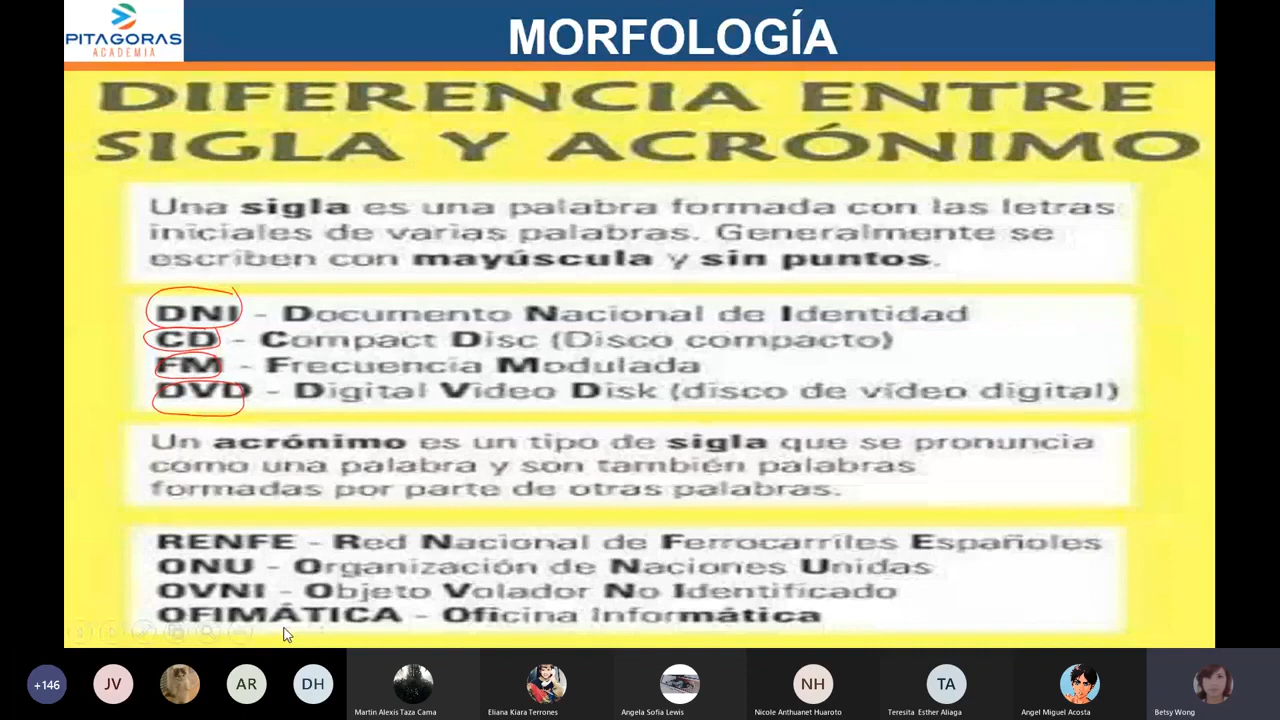 PITAGORAS
ACADEMIA
MORFOLOGÍA
DIFERENCIA ENTRE
SIGLA Y ACRÓNIMO
Una sigla es una palabra formada con las letras
iniciales de varias palabras. Generalmente se
escriben con mayúscula y sin puntos.
DNI - Documento Nacional de Identidad
CD - Compact Disc (Disco compacto)
FM - Frecuencia Modulada
DVD - Digital Video Disk (disco de vídeo digital)
Un acrónimo es un tipo de sigla que se pronuncia
como una palabra y son también palabras
formadas por parte de otras palabras.
RENFE - Red Nacional de Ferrocarriles Españoles
ONU - Organización de Naciones Unidas
OVNI - Objeto Volador No Identificado
OFIMÁTICA - Oficina Informática
+146 JV AR DH NH TA
Martin Alexis Taza Cama Eliana Kiara Terrones Angela Sofia Lewis Nicole Anthuanet Huaroto Teresita Esther Aliaga Angel Miguel Acosta Betsy Wong